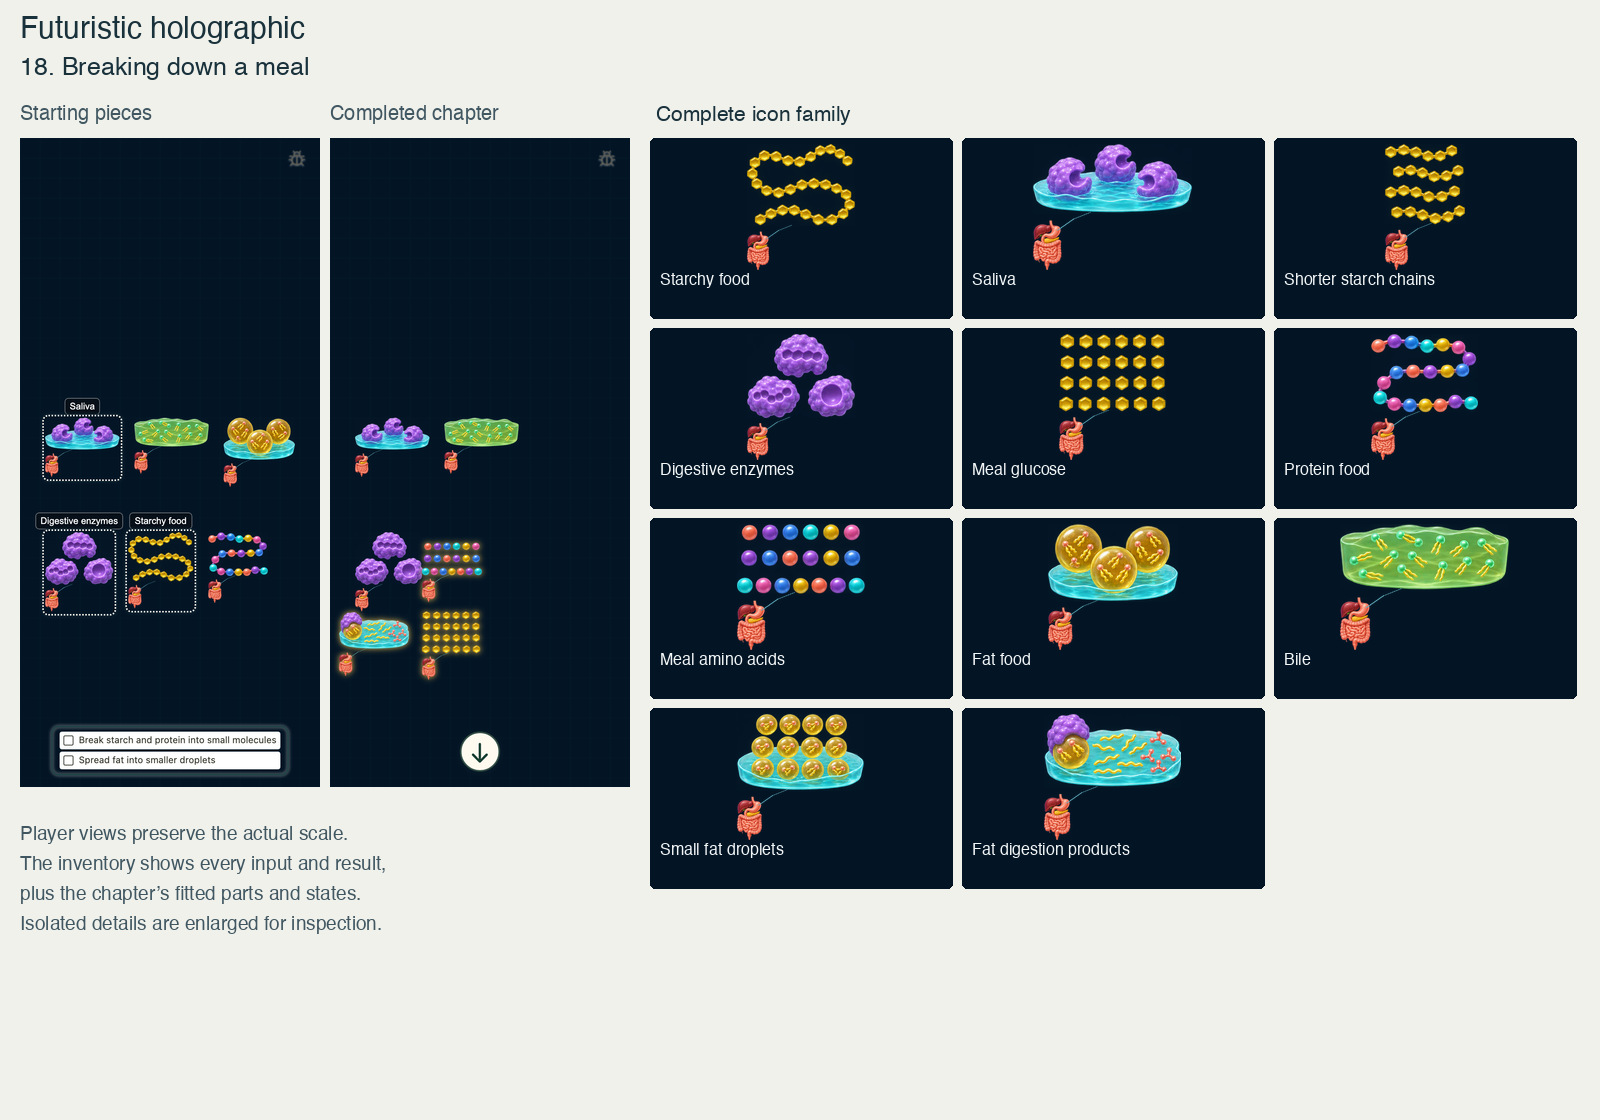 Futuristic holographic
18. Breaking down a meal
Starting pieces
Completed chapter
Complete icon family
Saliva
Digestive enzymes
Starchy food
Break starch and protein into small molecules
Spread fat into smaller droplets
Starchy food
Saliva
Shorter starch chains
Digestive enzymes
Meal glucose
Protein food
Meal amino acids
Fat food
Bile
Small fat droplets
Fat digestion products
Player views preserve the actual scale.
The inventory shows every input and result,
plus the chapter’s fitted parts and states.
Isolated details are enlarged for inspection.